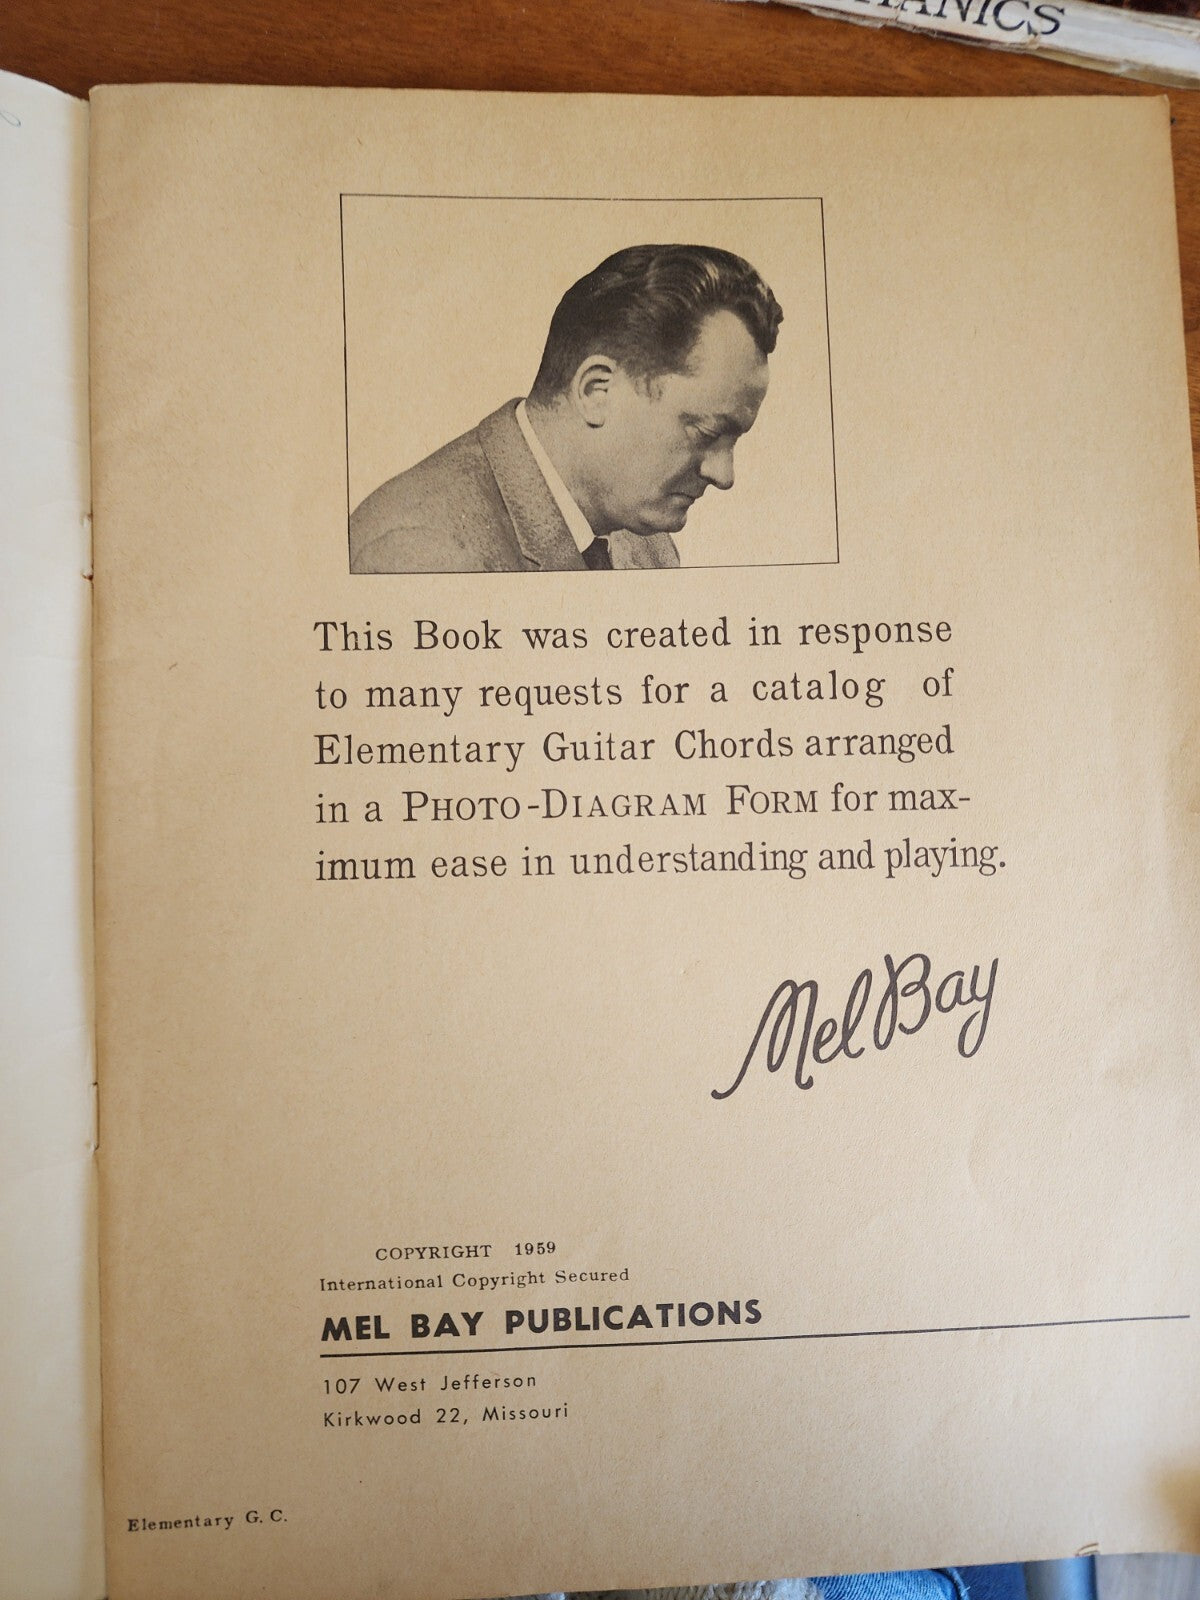 This Book was created in response
to many requests for a catalog of
Elementary Guitar Chords arranged
in a PHOTO-DIAGRAM FORM for max-
imum ease in understanding and playing.
Mel Bay
COPYRIGHT 1959
International Copyright Secured
MEL BAY PUBLICATIONS
107 West Jefferson
Kirkwood 22, Missouri
Elementary G. C.